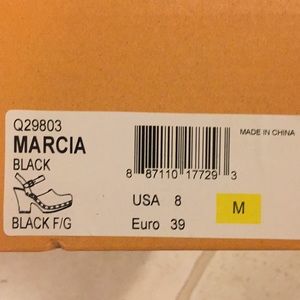 Q29803
MARCIA
BLACK
MADE IN CHINA
8 87110 17729 3
BLACK F/G
USA 8
Euro 39
M